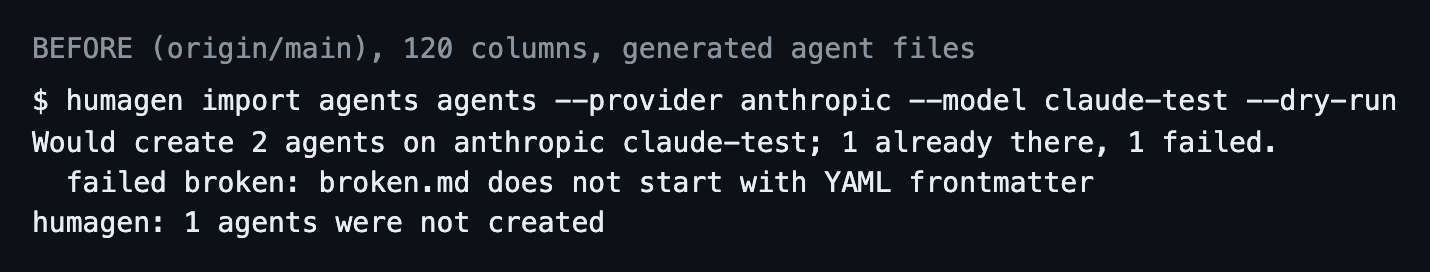 BEFORE (origin/main), 120 columns, generated agent files
$ humagen import agents agents --provider anthropic --model claude-test --dry-run
Would create 2 agents on anthropic claude-test; 1 already there, 1 failed.
  failed broken: broken.md does not start with YAML frontmatter
humagen: 1 agents were not created